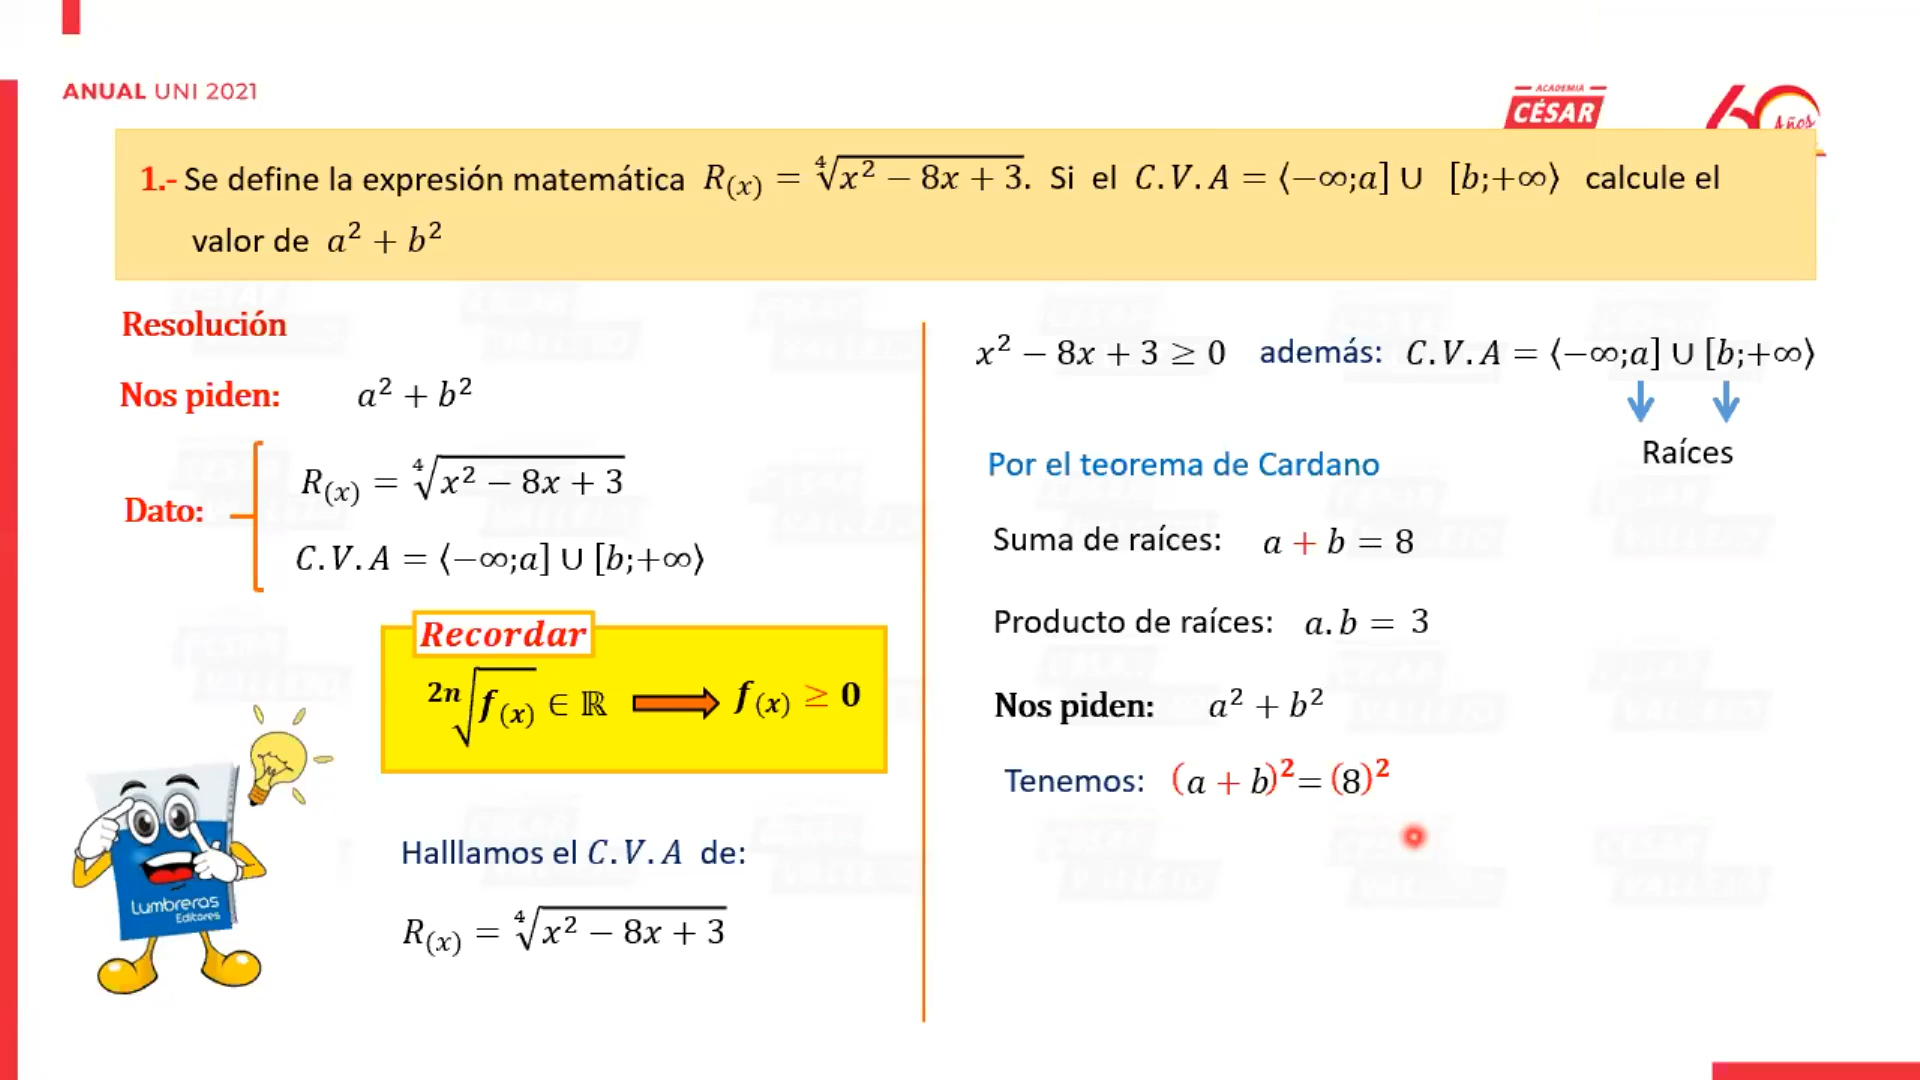 ANUAL UNI 2021
ACADEMIA
CÉSAR
60 Años
1.- Se define la expresión matemática R₍ₓ₎ = ∜(x² − 8x + 3). Si el C.V.A = ⟨−∞;a] ∪ [b;+∞⟩ calcule el
valor de a² + b²
Resolución
Nos piden: a² + b²
Dato:
R₍ₓ₎ = ∜(x² − 8x + 3)
C.V.A = ⟨−∞;a] ∪ [b;+∞⟩
Recordar
²ⁿ√f₍ₓ₎ ∈ ℝ ⟹ f₍ₓ₎ ≥ 0
Lumbreras
Editores
Halllamos el C.V.A de:
R₍ₓ₎ = ∜(x² − 8x + 3)
x² − 8x + 3 ≥ 0 además: C.V.A = ⟨−∞;a] ∪ [b;+∞⟩
Raíces
Por el teorema de Cardano
Suma de raíces: a + b = 8
Producto de raíces: a.b = 3
Nos piden: a² + b²
Tenemos: (a + b)² = (8)²